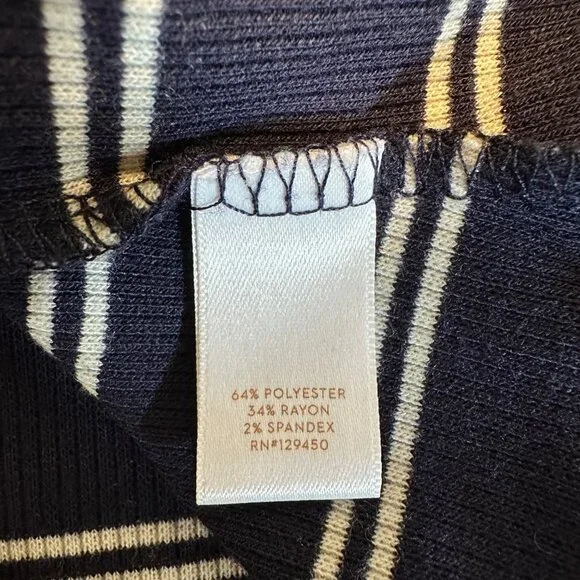 64% POLYESTER
34% RAYON
2% SPANDEX
RN#129450